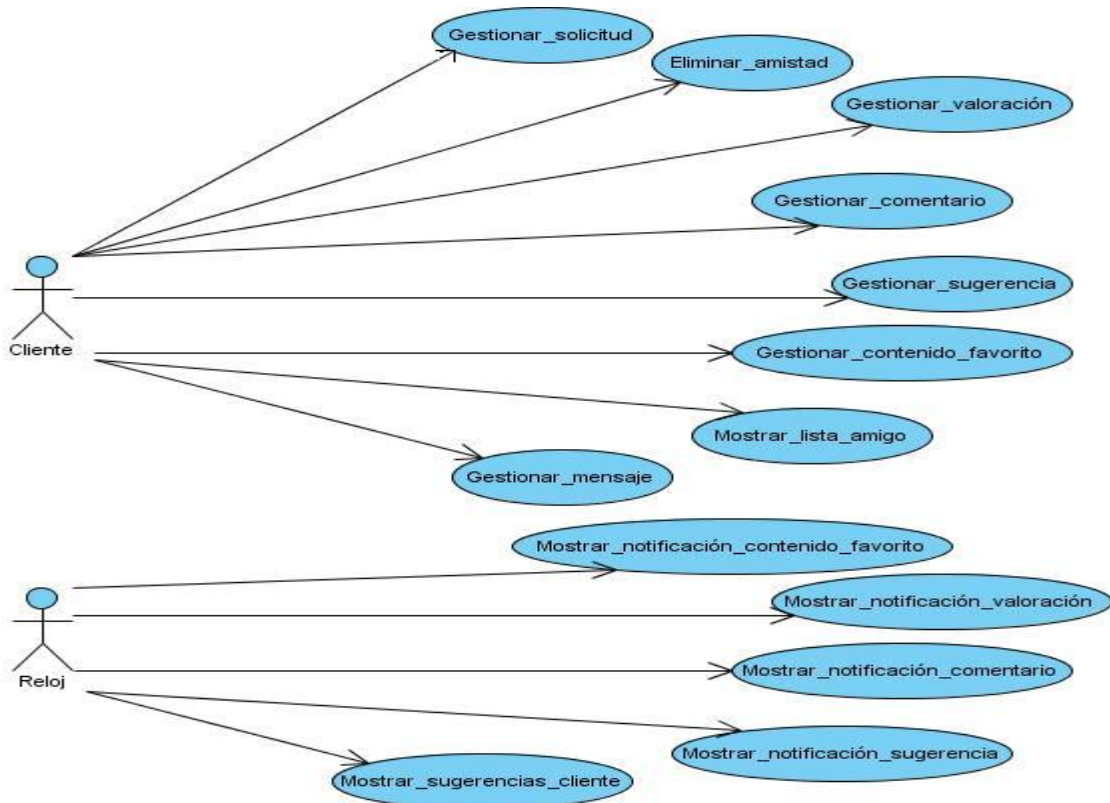 Gestionar_solicitud
Eliminar_amistad
Gestionar_valoración
Gestionar_comentario
Gestionar_sugerencia
Cliente
Gestionar_contenido_favorito
Mostrar_lista_amigo
Gestionar_mensaje
Mostrar_notificación_contenido_favorito
Mostrar_notificación_valoración
Mostrar_notificación_comentario
Reloj
Mostrar_notificación_sugerencia
Mostrar_sugerencias_cliente